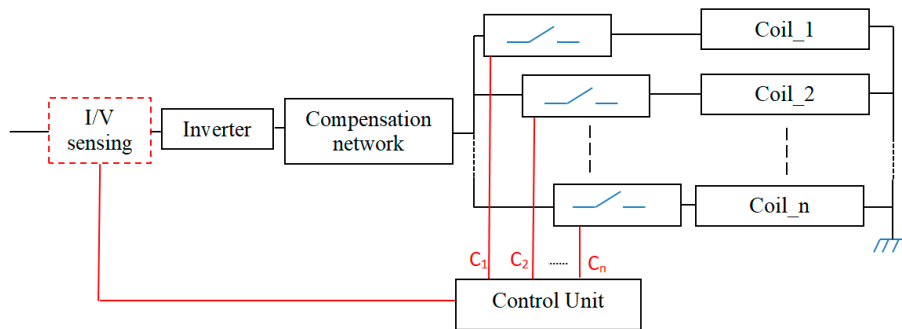 Coil_1
Coil_2
I/V
sensing
Inverter
Compensation
network
Coil_n
C₁
C₂
......
Cₙ
Control Unit